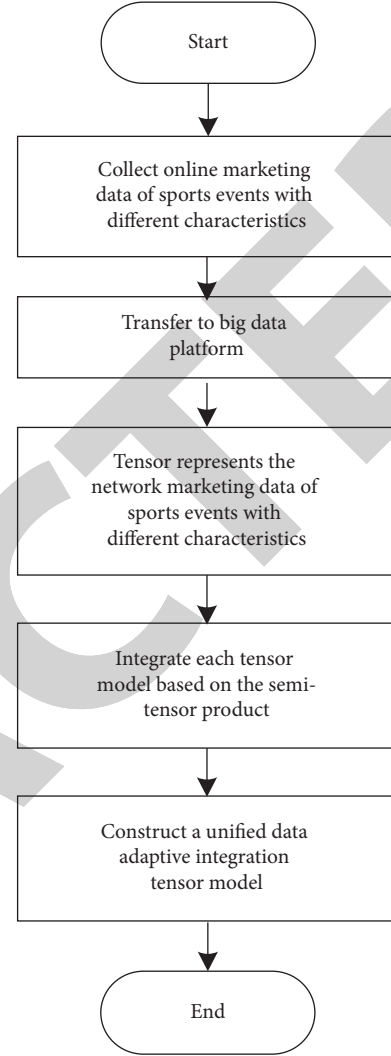 Start
Collect online marketing
data of sports events with
different characteristics
Transfer to big data
platform
Tensor represents the
network marketing data of
sports events with
different characteristics
Integrate each tensor
model based on the semi-
tensor product
Construct a unified data
adaptive integration
tensor model
End